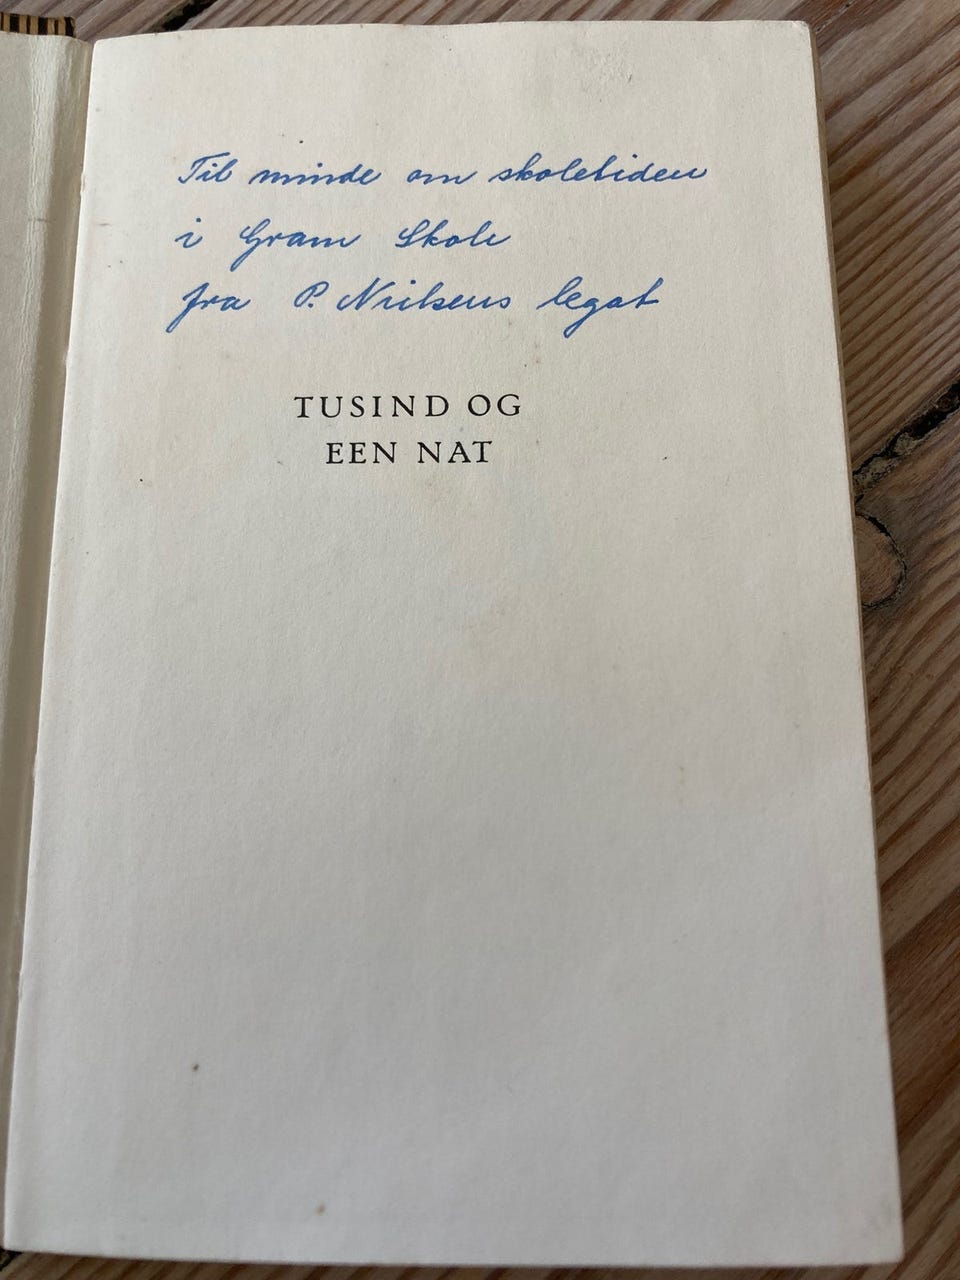 Til minde om skoletiden
i Gram Skole
fra P. Nielsens legat
TUSIND OG
EEN NAT